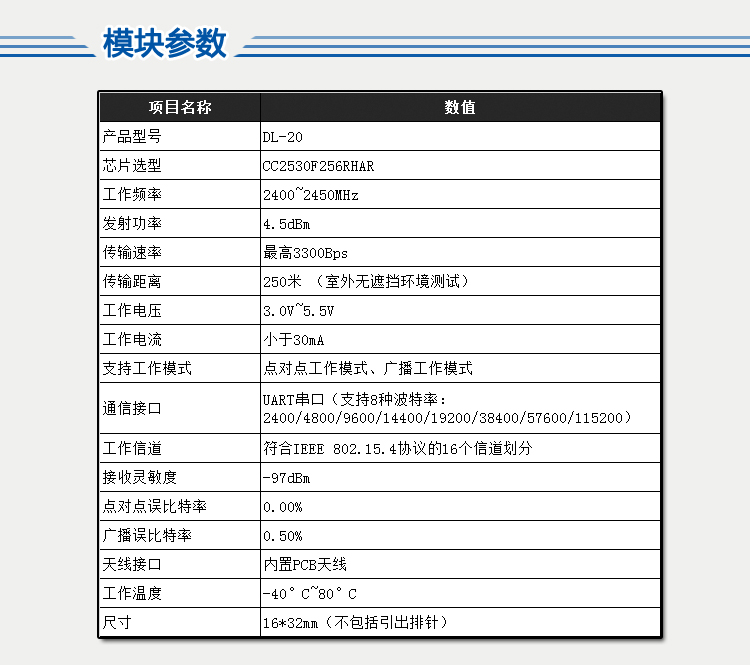 模块参数
项目名称 数值
产品型号 DL-20
芯片选型 CC2530F256RHAR
工作频率 2400~2450MHz
发射功率 4.5dBm
传输速率 最高3300Bps
传输距离 250米 （室外无遮挡环境测试）
工作电压 3.0V~5.5V
工作电流 小于30mA
支持工作模式 点对点工作模式、广播工作模式
通信接口 UART串口（支持8种波特率：
2400/4800/9600/14400/19200/38400/57600/115200）
工作信道 符合IEEE 802.15.4协议的16个信道划分
接收灵敏度 -97dBm
点对点误比特率 0.00%
广播误比特率 0.50%
天线接口 内置PCB天线
工作温度 -40°C~80°C
尺寸 16*32mm（不包括引出排针）